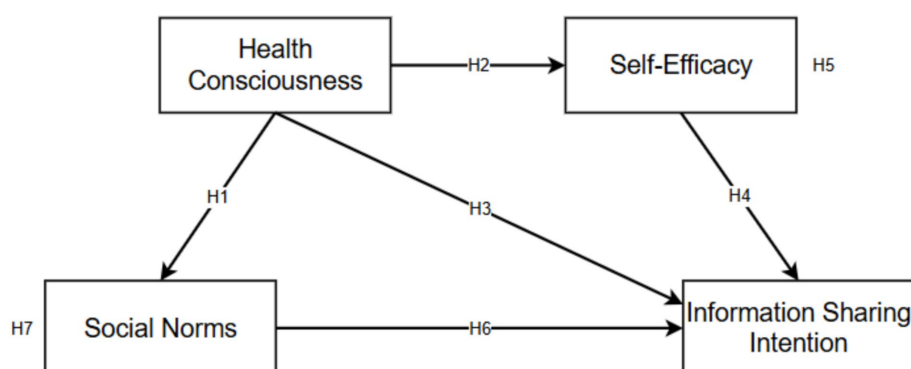 Health
Consciousness
H2
Self-Efficacy
H5
H1
H3
H4
H7
Social Norms
H6
Information Sharing
Intention